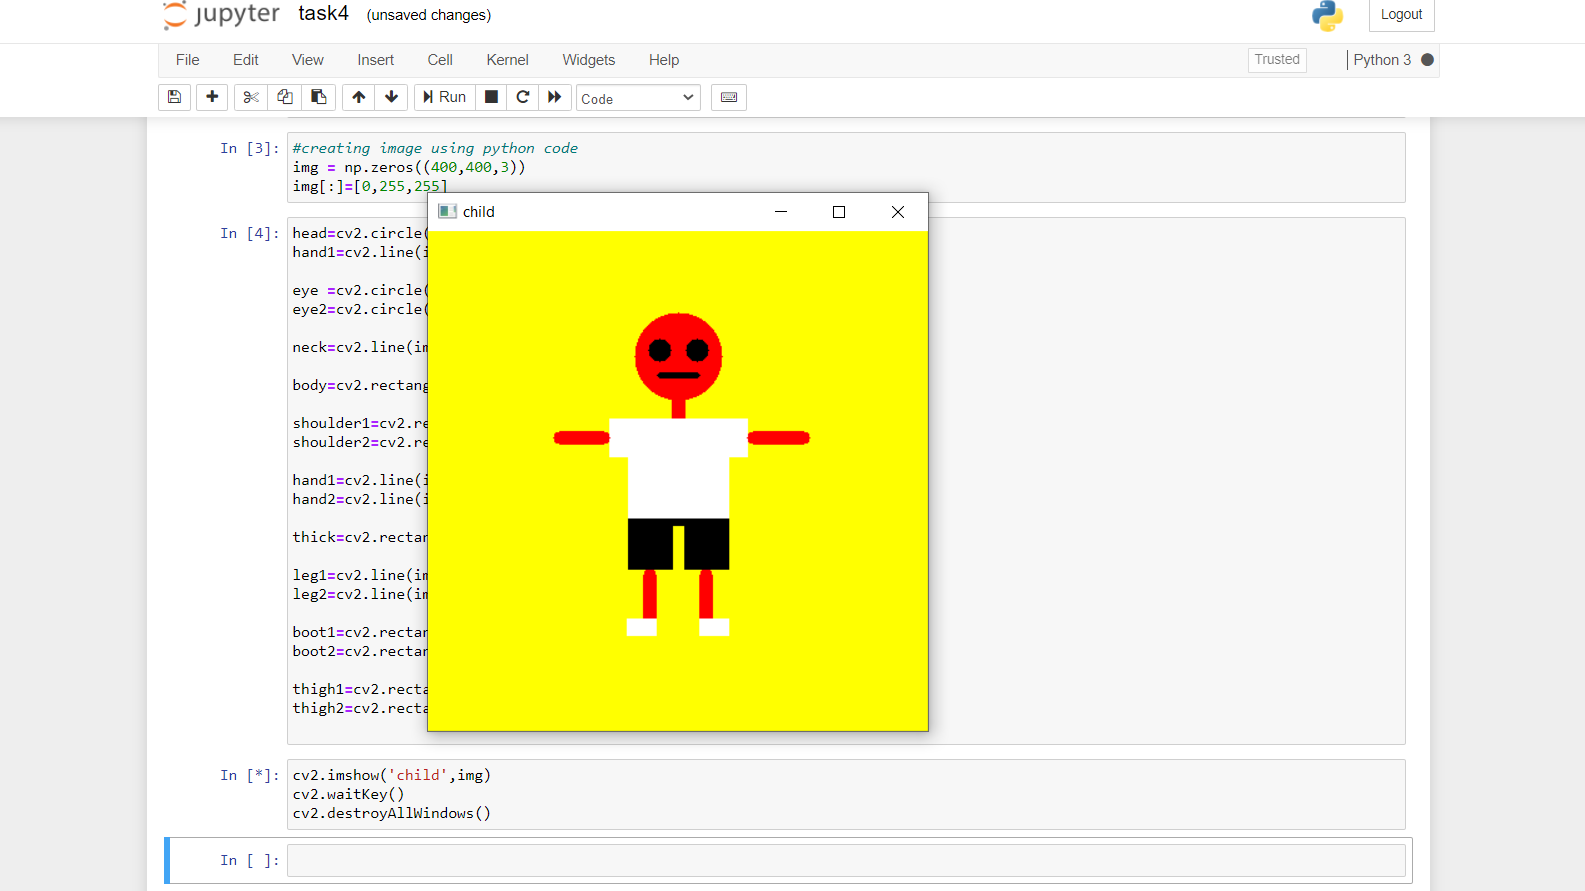 jupyter task4 (unsaved changes) Logout
File Edit View Insert Cell Kernel Widgets Help Trusted Python 3
Run Code
In [3]: #creating image using python code
img = np.zeros((400,400,3))
img[:]=[0,255,255]
child
In [4]: head=cv2.circle(
hand1=cv2.line(i
eye =cv2.circle(
eye2=cv2.circle(
neck=cv2.line(im
body=cv2.rectang
shoulder1=cv2.re
shoulder2=cv2.re
hand1=cv2.line(i
hand2=cv2.line(i
thick=cv2.rectan
leg1=cv2.line(im
leg2=cv2.line(im
boot1=cv2.rectan
boot2=cv2.rectan
thigh1=cv2.recta
thigh2=cv2.recta
In [*]: cv2.imshow('child',img)
cv2.waitKey()
cv2.destroyAllWindows()
In [ ]: